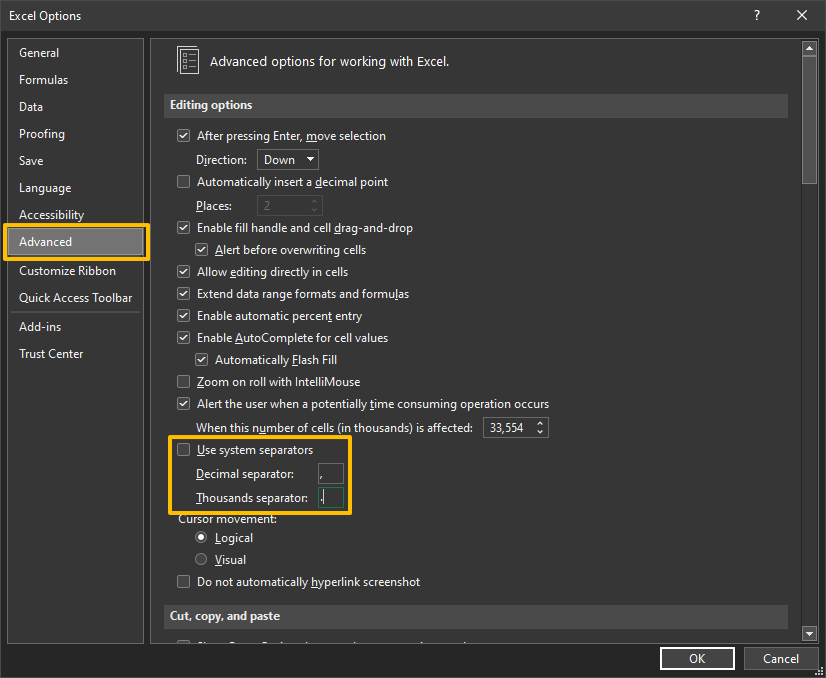 Excel Options
?
General
Formulas
Data
Proofing
Save
Language
Accessibility
Advanced
Customize Ribbon
Quick Access Toolbar
Add-ins
Trust Center
Advanced options for working with Excel.
Editing options
After pressing Enter, move selection
Direction: Down
Automatically insert a decimal point
Places: 2
Enable fill handle and cell drag-and-drop
Alert before overwriting cells
Allow editing directly in cells
Extend data range formats and formulas
Enable automatic percent entry
Enable AutoComplete for cell values
Automatically Flash Fill
Zoom on roll with IntelliMouse
Alert the user when a potentially time consuming operation occurs
When this number of cells (in thousands) is affected: 33,554
Use system separators
Decimal separator: ,
Thousands separator: .
Cursor movement:
Logical
Visual
Do not automatically hyperlink screenshot
Cut, copy, and paste
OK Cancel